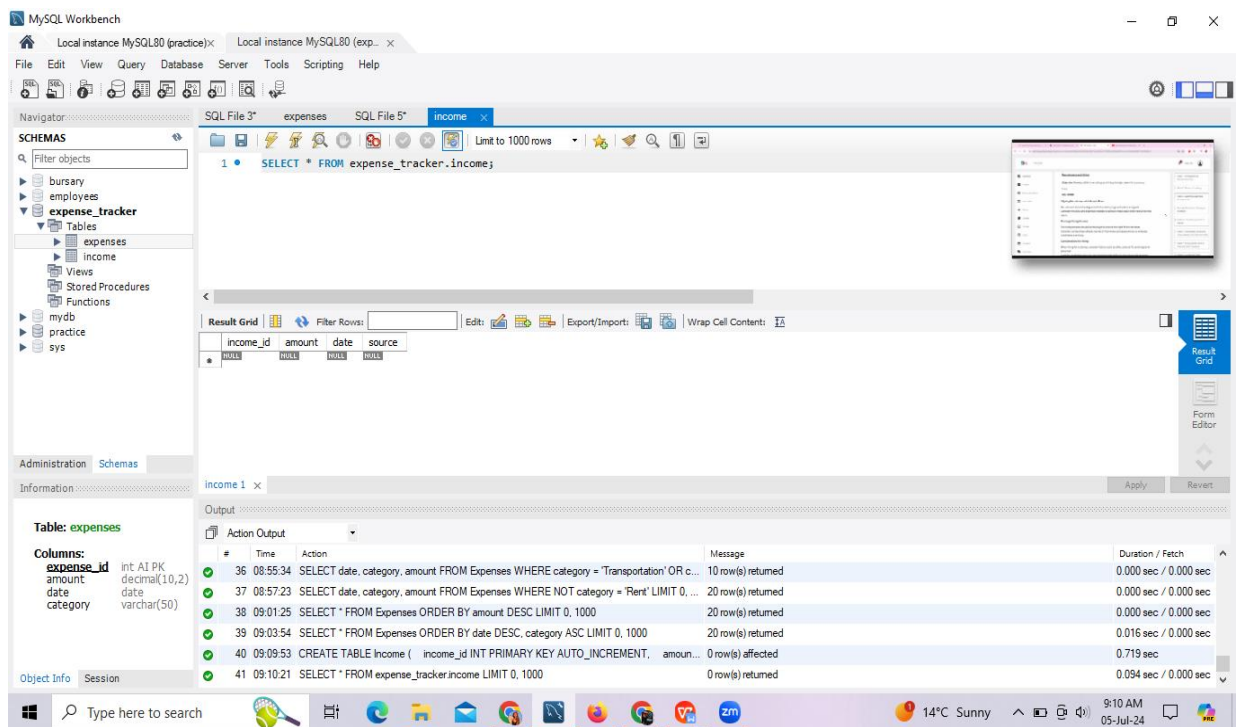 MySQL Workbench
Local instance MySQL80 (practice) × Local instance MySQL80 (exp... ×
File Edit View Query Database Server Tools Scripting Help
Navigator
SCHEMAS
Filter objects
bursary
employees
expense_tracker
Tables
expenses
income
Views
Stored Procedures
Functions
mydb
practice
sys
Administration Schemas
Information
Table: expenses
Columns:
expense_id int AI PK
amount decimal(10,2)
date date
category varchar(50)
Object Info Session
SQL File 3* expenses SQL File 5* income ×
Limit to 1000 rows
1 SELECT * FROM expense_tracker.income;
Result Grid Filter Rows: Edit: Export/Import: Wrap Cell Content:
income_id amount date source
NULL NULL NULL NULL
Result Grid
Form Editor
income 1 × Apply Revert
Output
Action Output
# Time Action Message Duration / Fetch
36 08:55:34 SELECT date, category, amount FROM Expenses WHERE category = 'Transportation' OR c... 10 row(s) returned 0.000 sec / 0.000 sec
37 08:57:23 SELECT date, category, amount FROM Expenses WHERE NOT category = 'Rent' LIMIT 0, ... 20 row(s) returned 0.000 sec / 0.000 sec
38 09:01:25 SELECT * FROM Expenses ORDER BY amount DESC LIMIT 0, 1000 20 row(s) returned 0.000 sec / 0.000 sec
39 09:03:54 SELECT * FROM Expenses ORDER BY date DESC, category ASC LIMIT 0, 1000 20 row(s) returned 0.016 sec / 0.000 sec
40 09:09:53 CREATE TABLE Income ( income_id INT PRIMARY KEY AUTO_INCREMENT, amoun... 0 row(s) affected 0.719 sec
41 09:10:21 SELECT * FROM expense_tracker.income LIMIT 0, 1000 0 row(s) returned 0.094 sec / 0.000 sec
Type here to search
zm
14°C Sunny
9:10 AM
05-Jul-24
PRE